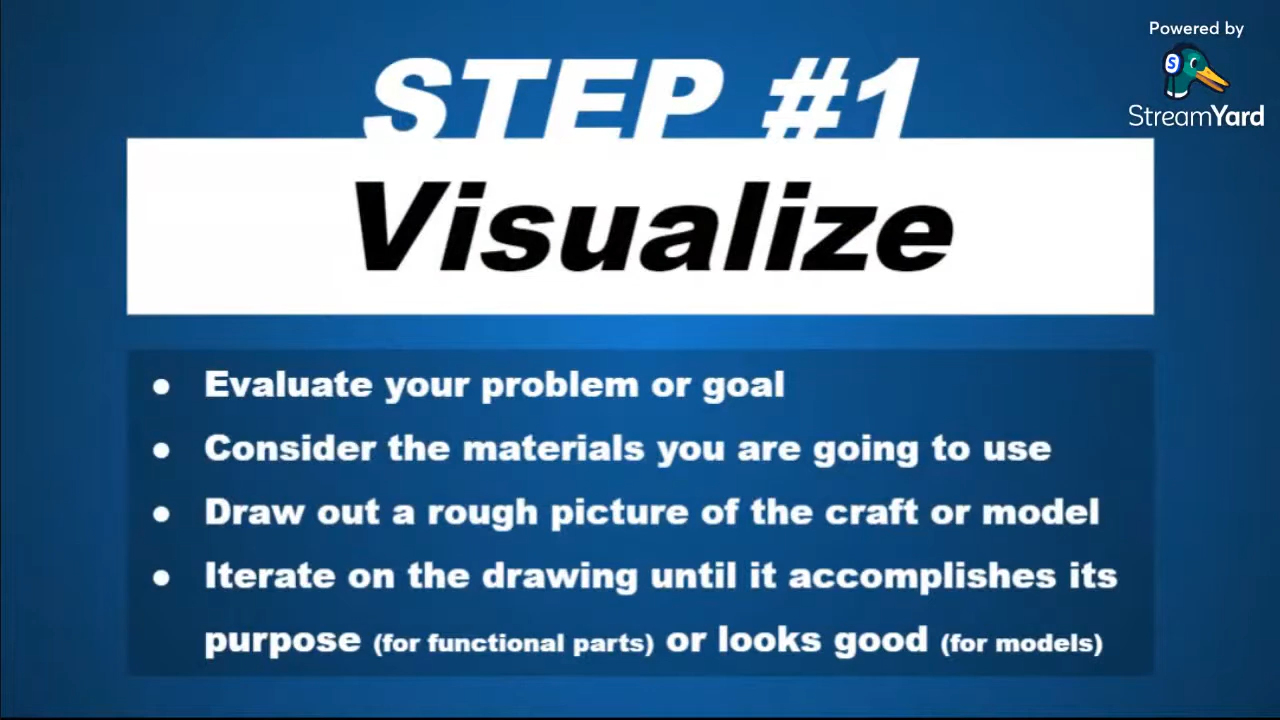 Powered by
StreamYard
STEP #1
Visualize
● Evaluate your problem or goal
● Consider the materials you are going to use
● Draw out a rough picture of the craft or model
● Iterate on the drawing until it accomplishes its
purpose (for functional parts) or looks good (for models)